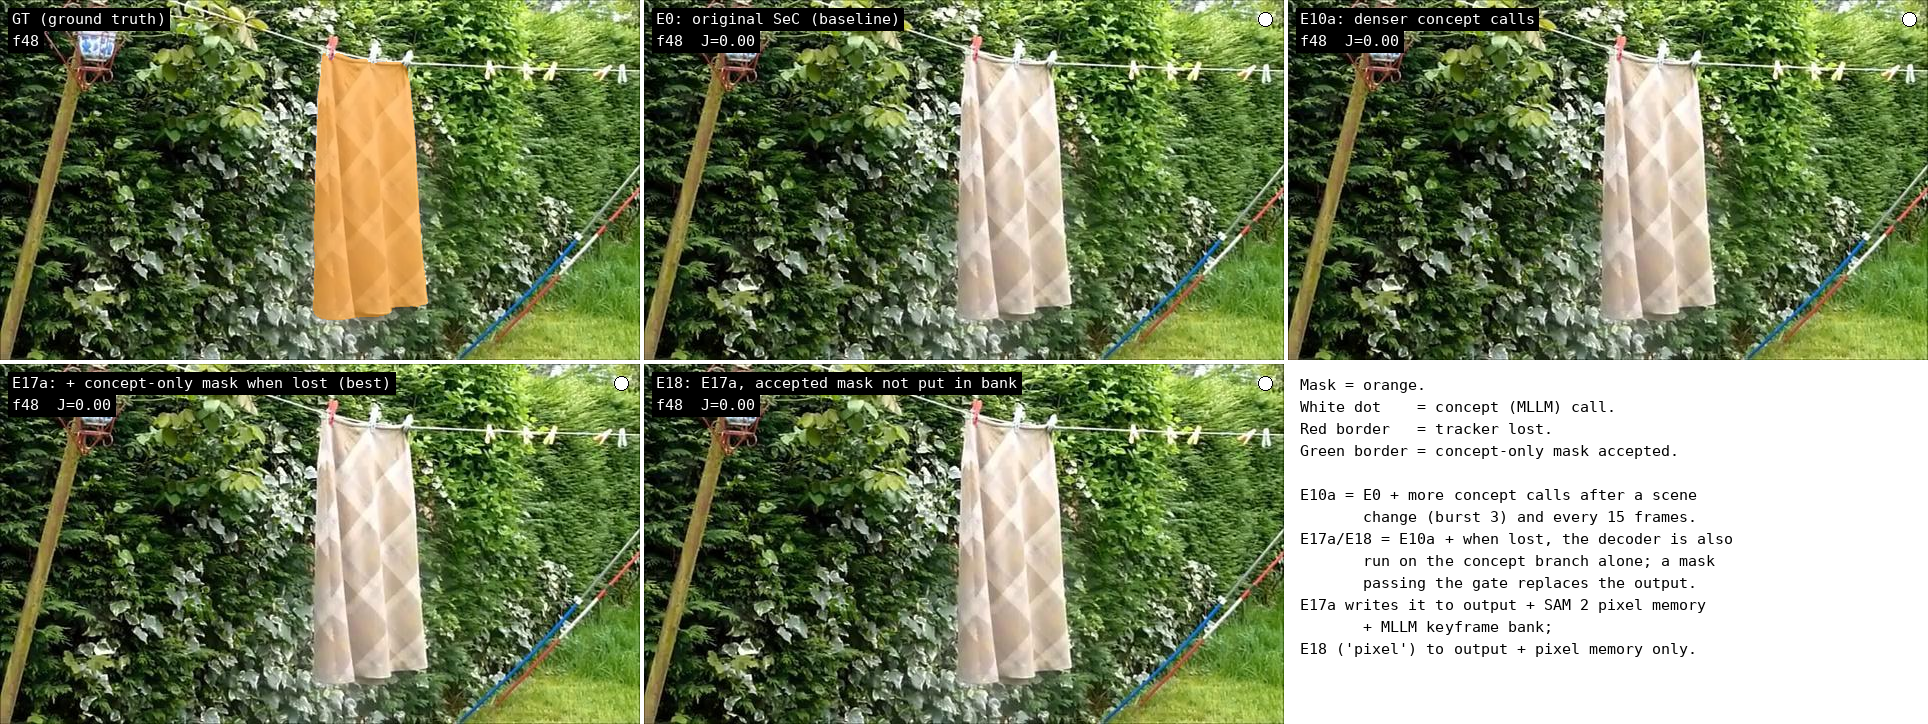 GT (ground truth)
f48
E0: original SeC (baseline)
f48  J=0.00
E10a: denser concept calls
f48  J=0.00
E17a: + concept-only mask when lost (best)
f48  J=0.00
E18: E17a, accepted mask not put in bank
f48  J=0.00
Mask = orange.
White dot    = concept (MLLM) call.
Red border   = tracker lost.
Green border = concept-only mask accepted.
E10a = E0 + more concept calls after a scene
change (burst 3) and every 15 frames.
E17a/E18 = E10a + when lost, the decoder is also
run on the concept branch alone; a mask
passing the gate replaces the output.
E17a writes it to output + SAM 2 pixel memory
+ MLLM keyframe bank;
E18 ('pixel') to output + pixel memory only.